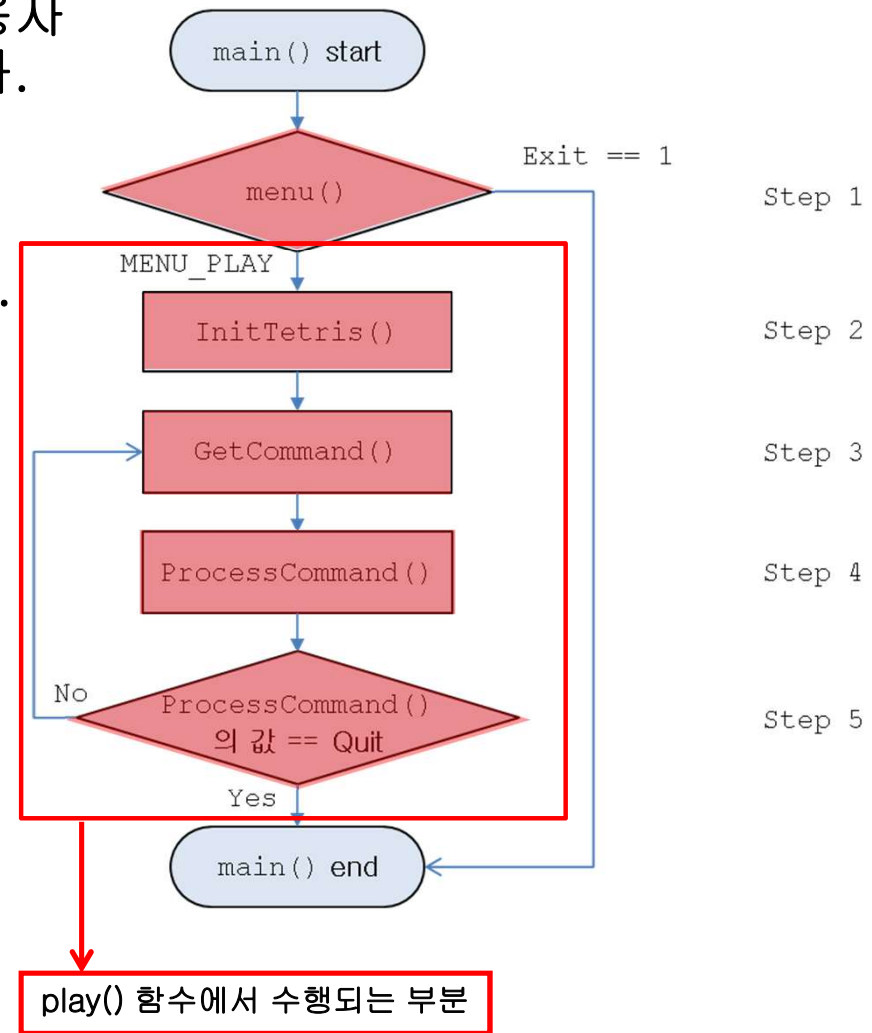 main() start
Exit == 1
menu()
Step 1
MENU_PLAY
InitTetris()
Step 2
GetCommand()
Step 3
ProcessCommand()
Step 4
No
ProcessCommand()
의 값 == Quit
Step 5
Yes
main() end
play() 함수에서 수행되는 부분